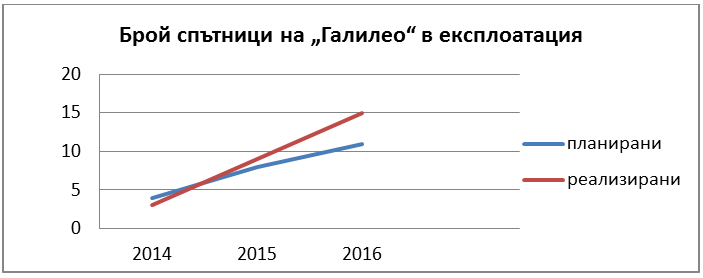 Брой спътници на „Галилео“ в експлоатация
20
15
10
5
0
2014 2015 2016
планирани
реализирани